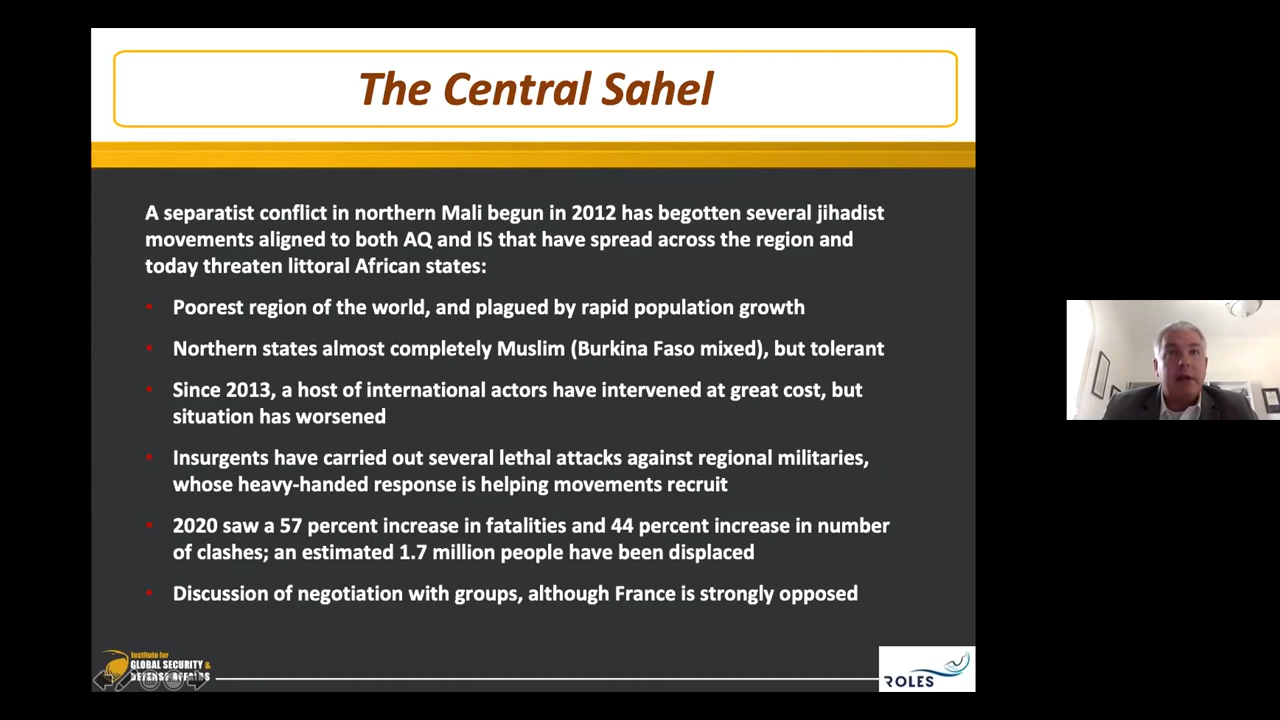 The Central Sahel
A separatist conflict in northern Mali begun in 2012 has begotten several jihadist
movements aligned to both AQ and IS that have spread across the region and
today threaten littoral African states:
• Poorest region of the world, and plagued by rapid population growth
• Northern states almost completely Muslim (Burkina Faso mixed), but tolerant
• Since 2013, a host of international actors have intervened at great cost, but
situation has worsened
• Insurgents have carried out several lethal attacks against regional militaries,
whose heavy-handed response is helping movements recruit
• 2020 saw a 57 percent increase in fatalities and 44 percent increase in number
of clashes; an estimated 1.7 million people have been displaced
• Discussion of negotiation with groups, although France is strongly opposed
Institute for
GLOBAL SECURITY &
DEFENSE AFFAIRS
ROLES